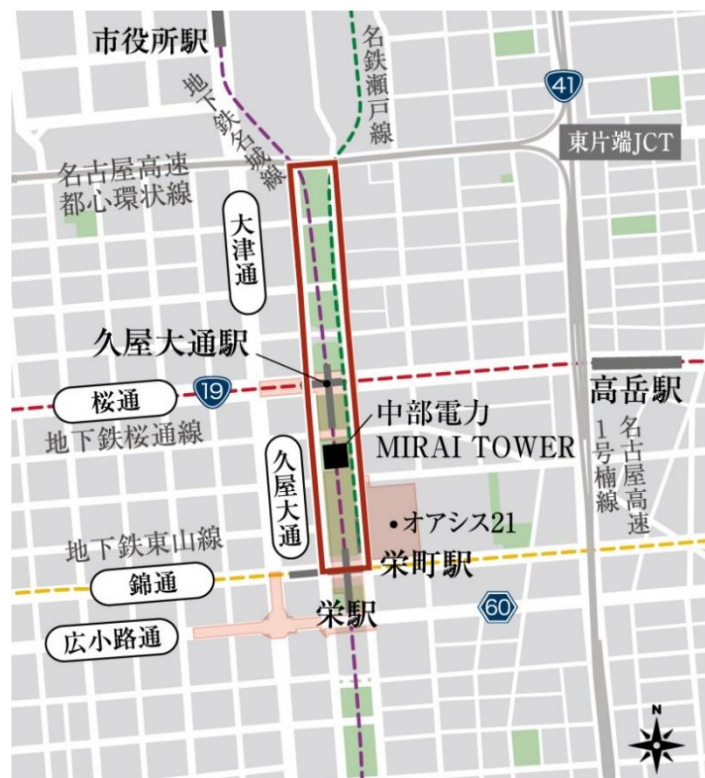 市役所駅
名鉄瀬戸線
地下鉄名城線
41
東片端JCT
名古屋高速
都心環状線
大津通
久屋大通駅
19
桜通
高岳駅
地下鉄桜通線
中部電力
MIRAI TOWER
久屋大通
名古屋高速
1号楠線
オアシス21
地下鉄東山線
栄町駅
錦通
栄駅
60
広小路通
N